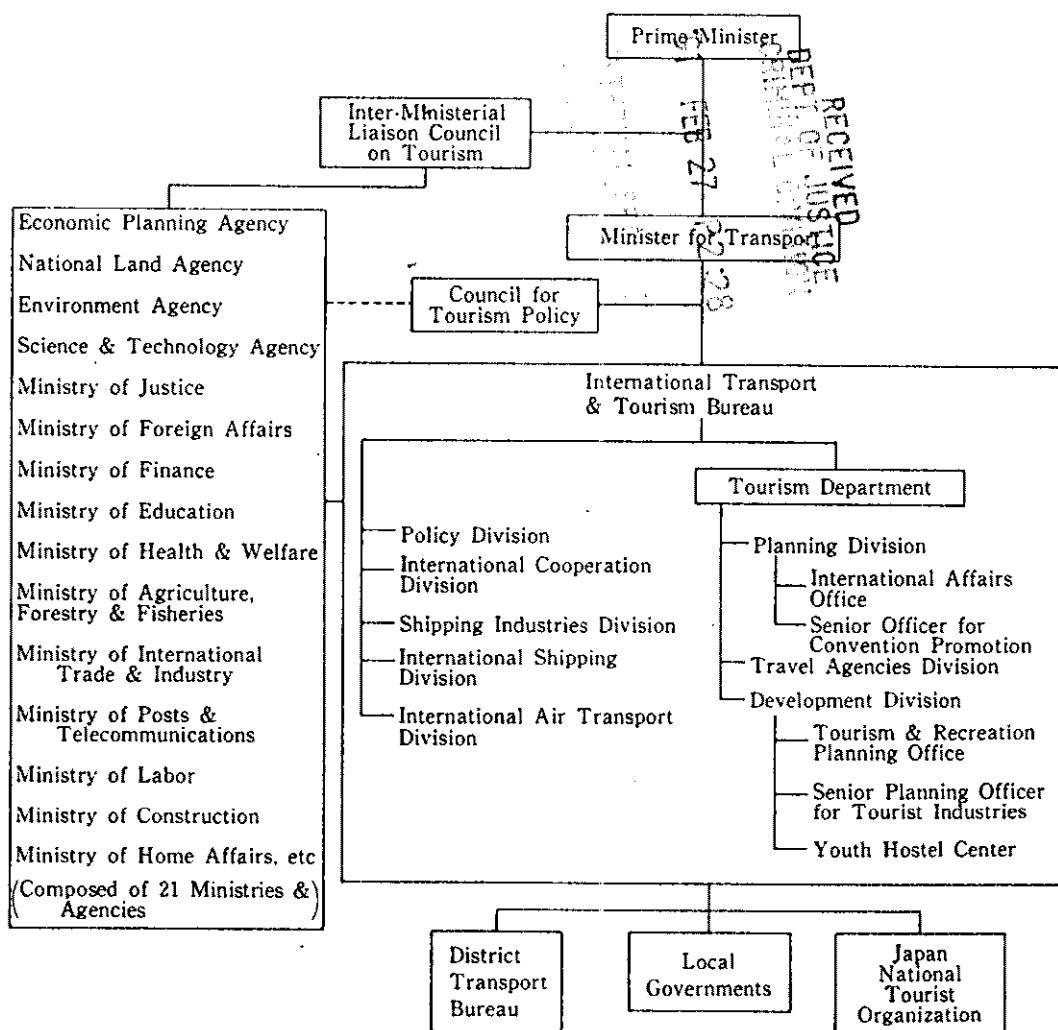 Prime Minister
RECEIVED
DEPT OF JUSTICE
FEB 27
Inter-Ministerial
Liaison Council
on Tourism
Minister for Transport
Economic Planning Agency
National Land Agency
Environment Agency
Science & Technology Agency
Ministry of Justice
Ministry of Foreign Affairs
Ministry of Finance
Ministry of Education
Ministry of Health & Welfare
Ministry of Agriculture,
Forestry & Fisheries
Ministry of International
Trade & Industry
Ministry of Posts &
Telecommunications
Ministry of Labor
Ministry of Construction
Ministry of Home Affairs, etc
(Composed of 21 Ministries &
Agencies)
Council for
Tourism Policy
International Transport
& Tourism Bureau
Policy Division
International Cooperation
Division
Shipping Industries Division
International Shipping
Division
International Air Transport
Division
Tourism Department
Planning Division
International Affairs
Office
Senior Officer for
Convention Promotion
Travel Agencies Division
Development Division
Tourism & Recreation
Planning Office
Senior Planning Officer
for Tourist Industries
Youth Hostel Center
District
Transport
Bureau
Local
Governments
Japan
National
Tourist
Organization